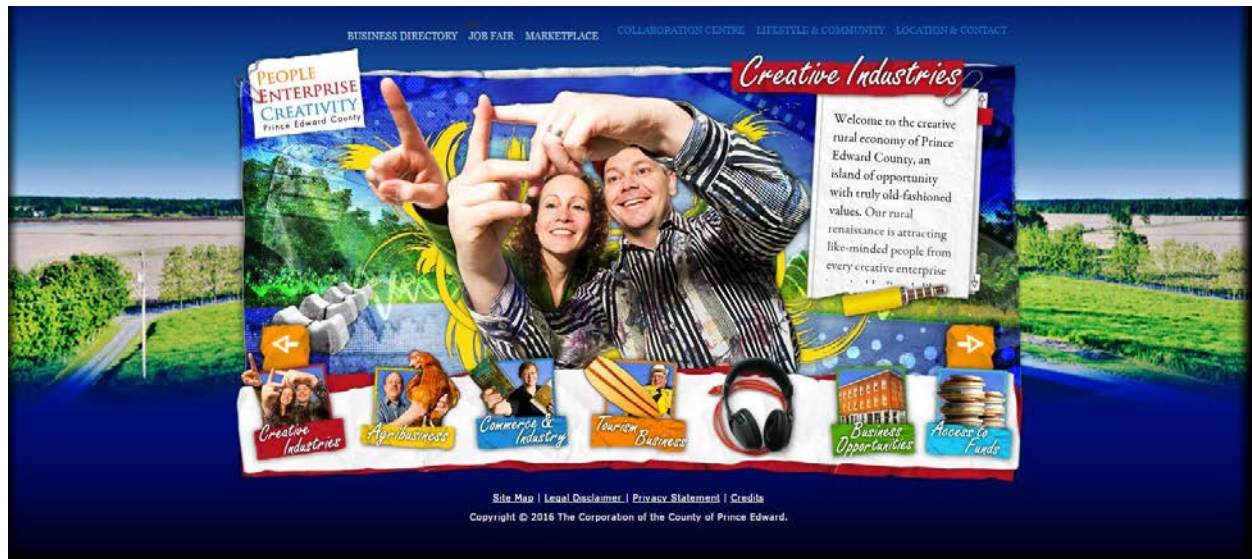 BUSINESS DIRECTORY JOB FAIR MARKETPLACE COLLABORATION CENTRE LIFESTYLE & COMMUNITY LOCATION & CONTACT
PEOPLE
ENTERPRISE
CREATIVITY
Prince Edward County
Creative Industries
Welcome to the creative
rural economy of Prince
Edward County, an
island of opportunity
with truly old-fashioned
values. Our rural
renaissance is attracting
like-minded people from
every creative enterprise
Creative
Industries
Agribusiness
Commerce &
Industry
Tourism
Business
Business
Opportunities
Access to
Funds
Site Map | Legal Disclaimer | Privacy Statement | Credits
Copyright © 2016 The Corporation of the County of Prince Edward.